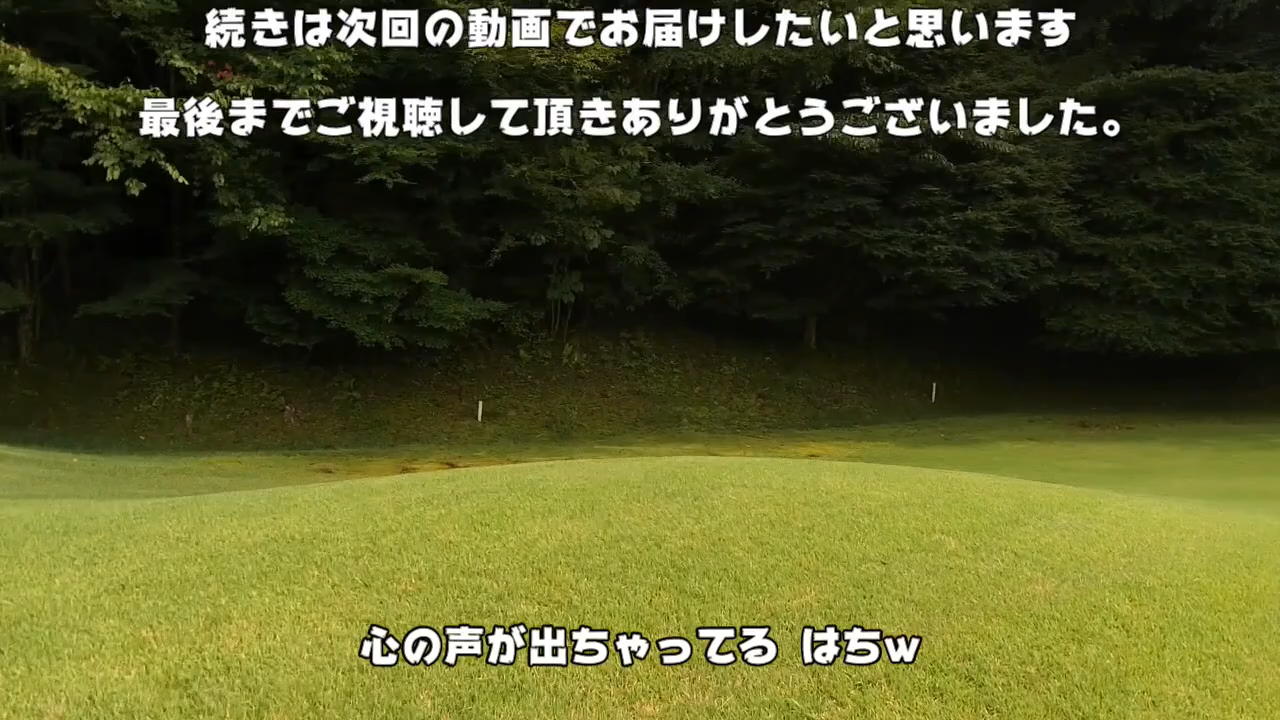 続きは次回の動画でお届けしたいと思います
最後までご視聴して頂きありがとうございました。
心の声が出ちゃってる はちw